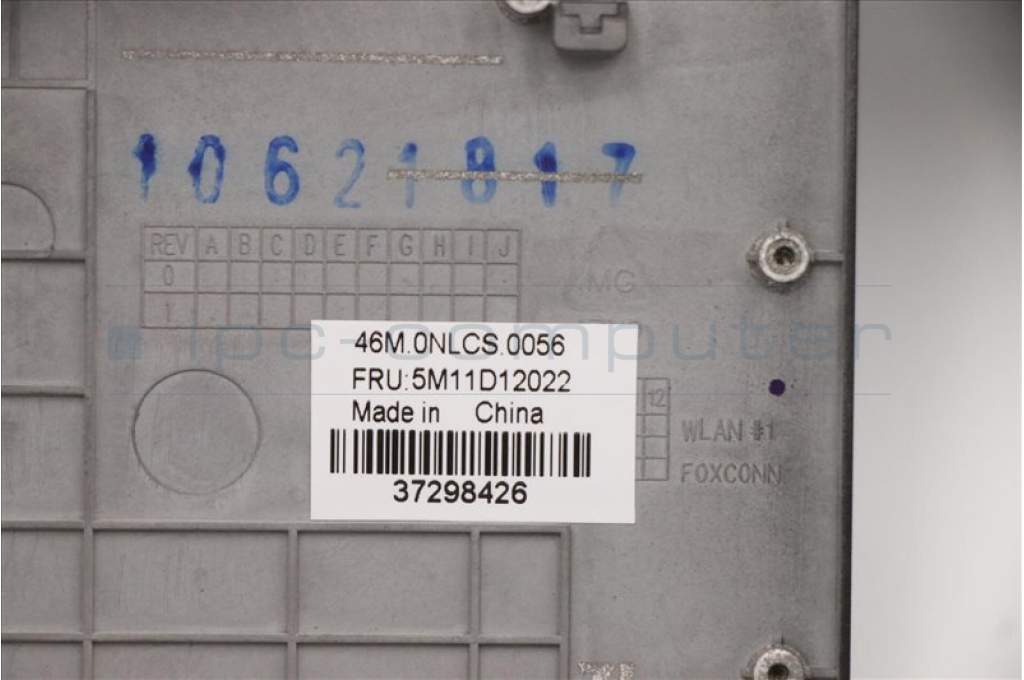 10621817
REV A B C D E F G H I J
0
1
MG
ipc-computer
46M.0NLCS.0056
FRU:5M11D12022
Made in China
37298426
12
WLAN #1
FOXCONN